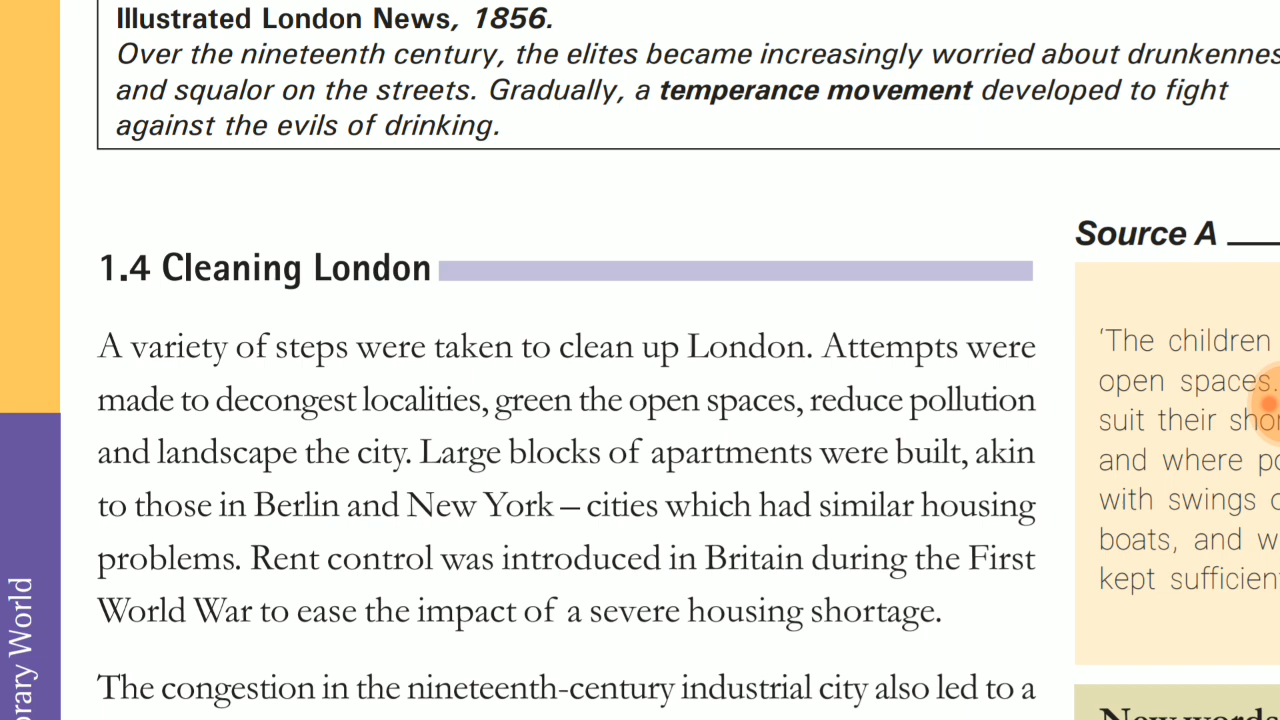 Illustrated London News, 1856.
Over the nineteenth century, the elites became increasingly worried about
and squalor on the streets. Gradually, a temperance movement developed to fight
against the evils of drinking.
1.4 Cleaning London
A variety of steps were taken to clean up London. Attempts were
made to decongest localities, green the open spaces, reduce pollution
and landscape the city. Large blocks of apartments were built, akin
to those in Berlin and New York – cities which had similar housing
problems. Rent control was introduced in Britain during the First
World War to ease the impact of a severe housing shortage.
The congestion in the nineteenth-century industrial city also led to a
Source A
‘The children
open spaces.
suit their
and where
with swings
boats, and
kept
New words
World